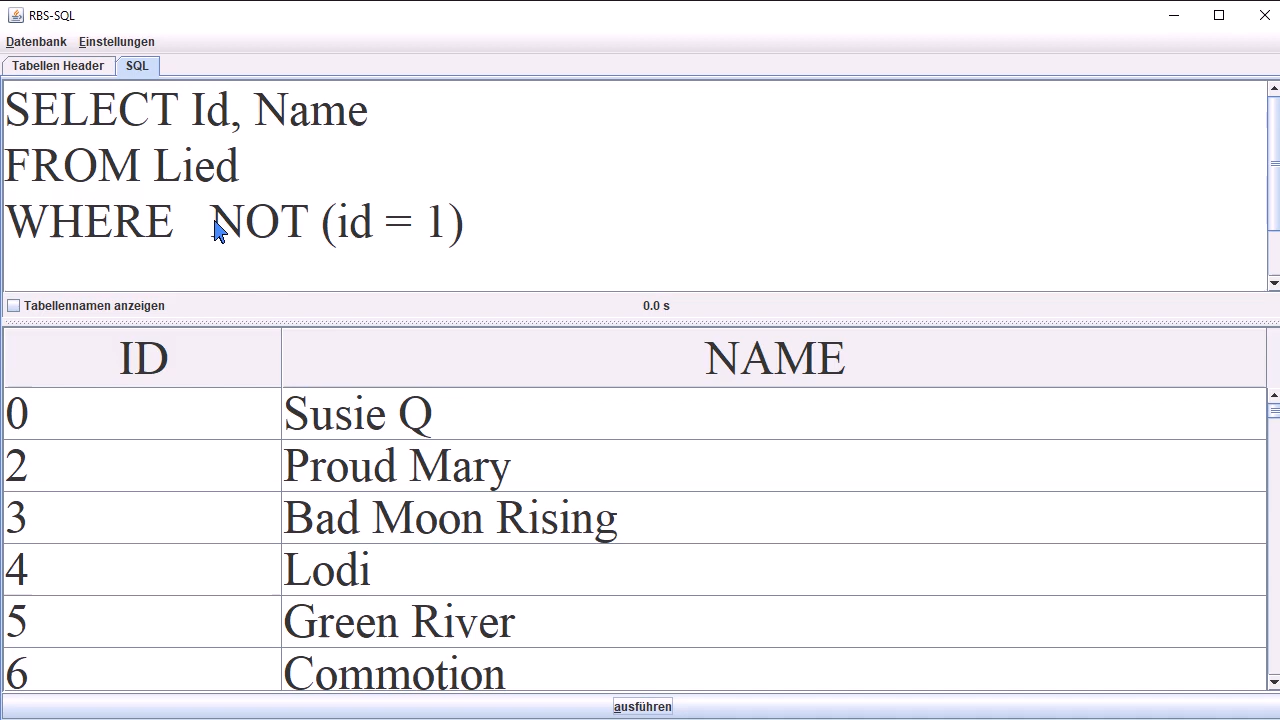 RBS-SQL
Datenbank Einstellungen
Tabellen Header SQL
SELECT Id, Name
FROM Lied
WHERE NOT (id = 1)
Tabellennamen anzeigen 0.0 s
ID NAME
0 Susie Q
2 Proud Mary
3 Bad Moon Rising
4 Lodi
5 Green River
6 Commotion
ausführen